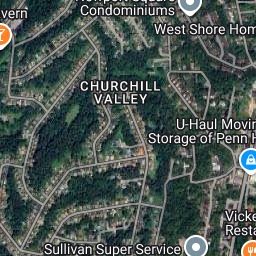 Condominiums
vern
West Shore Hom
CHURCHILL
VALLEY
U-Haul Movin
Storage of Penn H
Vicke
Resta
Sullivan Super Service